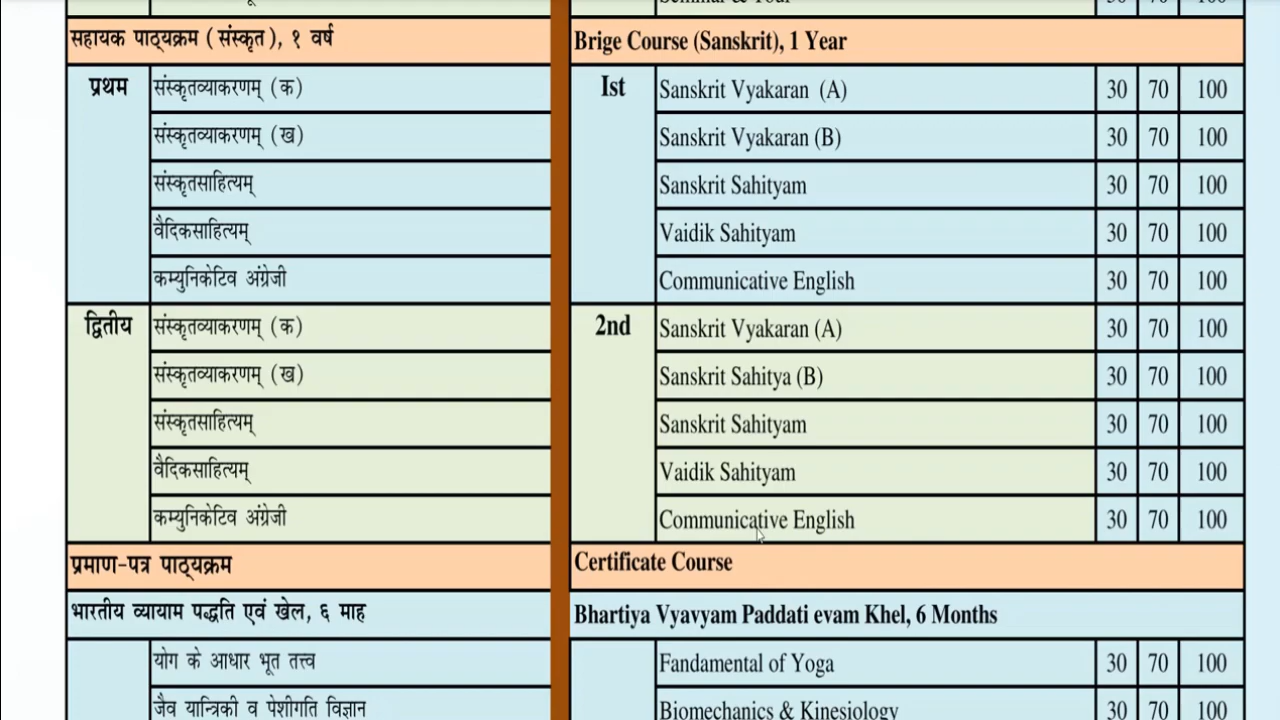 सहायक पाठ्यक्रम ( संस्कृत ), १ वर्ष Brige Course (Sanskrit), 1 Year
प्रथम संस्कृतव्याकरणम् (क) Ist Sanskrit Vyakaran (A) 30 70 100
संस्कृतव्याकरणम् (ख) Sanskrit Vyakaran (B) 30 70 100
संस्कृतसाहित्यम् Sanskrit Sahityam 30 70 100
वैदिकसाहित्यम् Vaidik Sahityam 30 70 100
कम्युनिकेटिव अंग्रेजी Communicative English 30 70 100
द्वितीय संस्कृतव्याकरणम् (क) 2nd Sanskrit Vyakaran (A) 30 70 100
संस्कृतव्याकरणम् (ख) Sanskrit Sahitya (B) 30 70 100
संस्कृतसाहित्यम् Sanskrit Sahityam 30 70 100
वैदिकसाहित्यम् Vaidik Sahityam 30 70 100
कम्युनिकेटिव अंग्रेजी Communicative English 30 70 100
प्रमाण-पत्र पाठ्यक्रम Certificate Course
भारतीय व्यायाम पद्धति एवं खेल, ६ माह Bhartiya Vyavyam Paddati evam Khel, 6 Months
योग के आधार भूत तत्त्व Fandamental of Yoga 30 70 100
जैव यान्त्रिकी व पेशीगति विज्ञान Biomechanics & Kinesiology 30 70 100